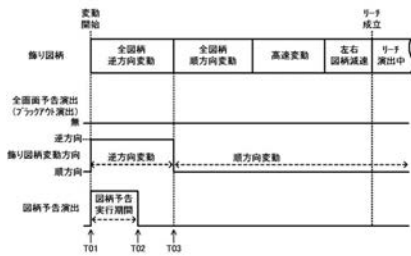 変動
開始
リーチ
成立
飾り図柄
全図柄
逆方向変動
全図柄
順方向変動
高速変動
左右
図柄減速
リーチ
演出中
全画面予告演出
(ブラックアウト演出)
無
逆方向
飾り図柄変動方向
順方向
逆方向変動
順方向変動
図柄予告演出
図柄予告
実行期間
T01
T02
T03